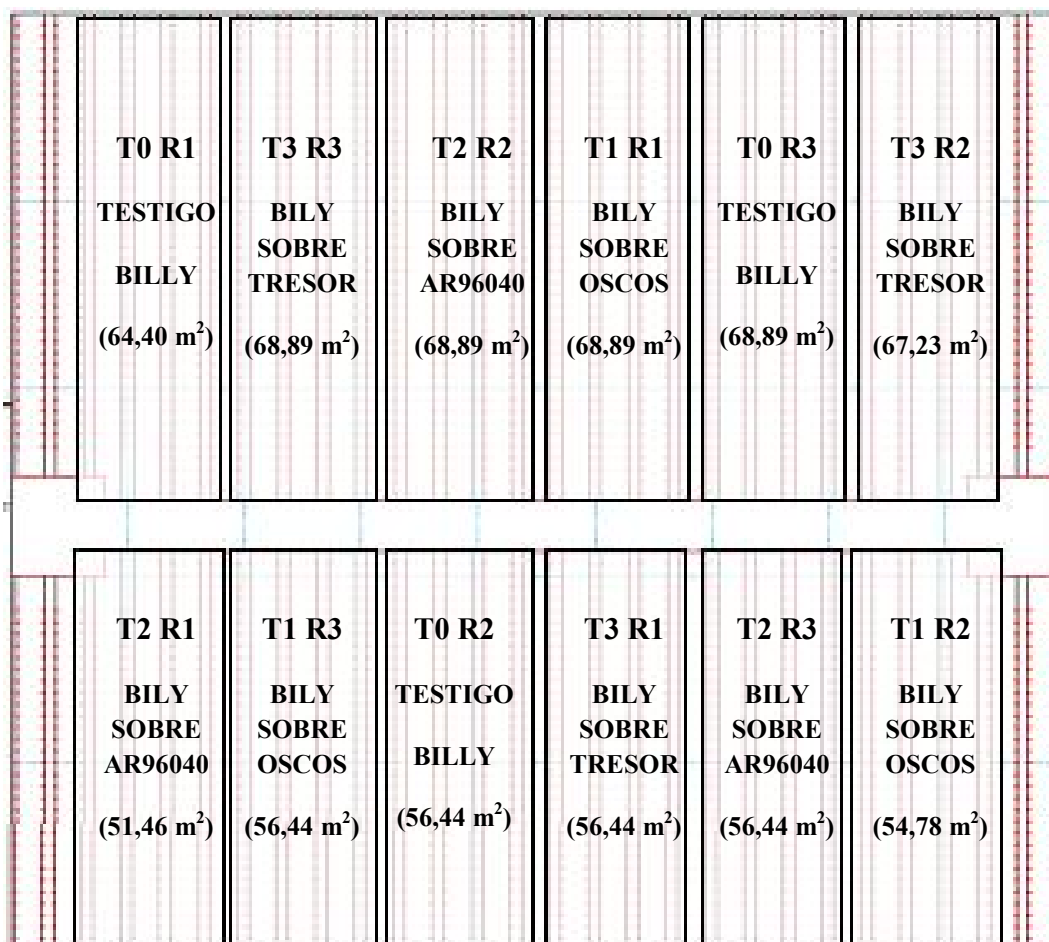 T0 R1
TESTIGO
BILLY
(64,40 m²)
T3 R3
BILY
SOBRE
TRESOR
(68,89 m²)
T2 R2
BILY
SOBRE
AR96040
(68,89 m²)
T1 R1
BILY
SOBRE
OSCOS
(68,89 m²)
T0 R3
TESTIGO
BILLY
(68,89 m²)
T3 R2
BILY
SOBRE
TRESOR
(67,23 m²)
T2 R1
BILY
SOBRE
AR96040
(51,46 m²)
T1 R3
BILY
SOBRE
OSCOS
(56,44 m²)
T0 R2
TESTIGO
BILLY
(56,44 m²)
T3 R1
BILY
SOBRE
TRESOR
(56,44 m²)
T2 R3
BILY
SOBRE
AR96040
(56,44 m²)
T1 R2
BILY
SOBRE
OSCOS
(54,78 m²)